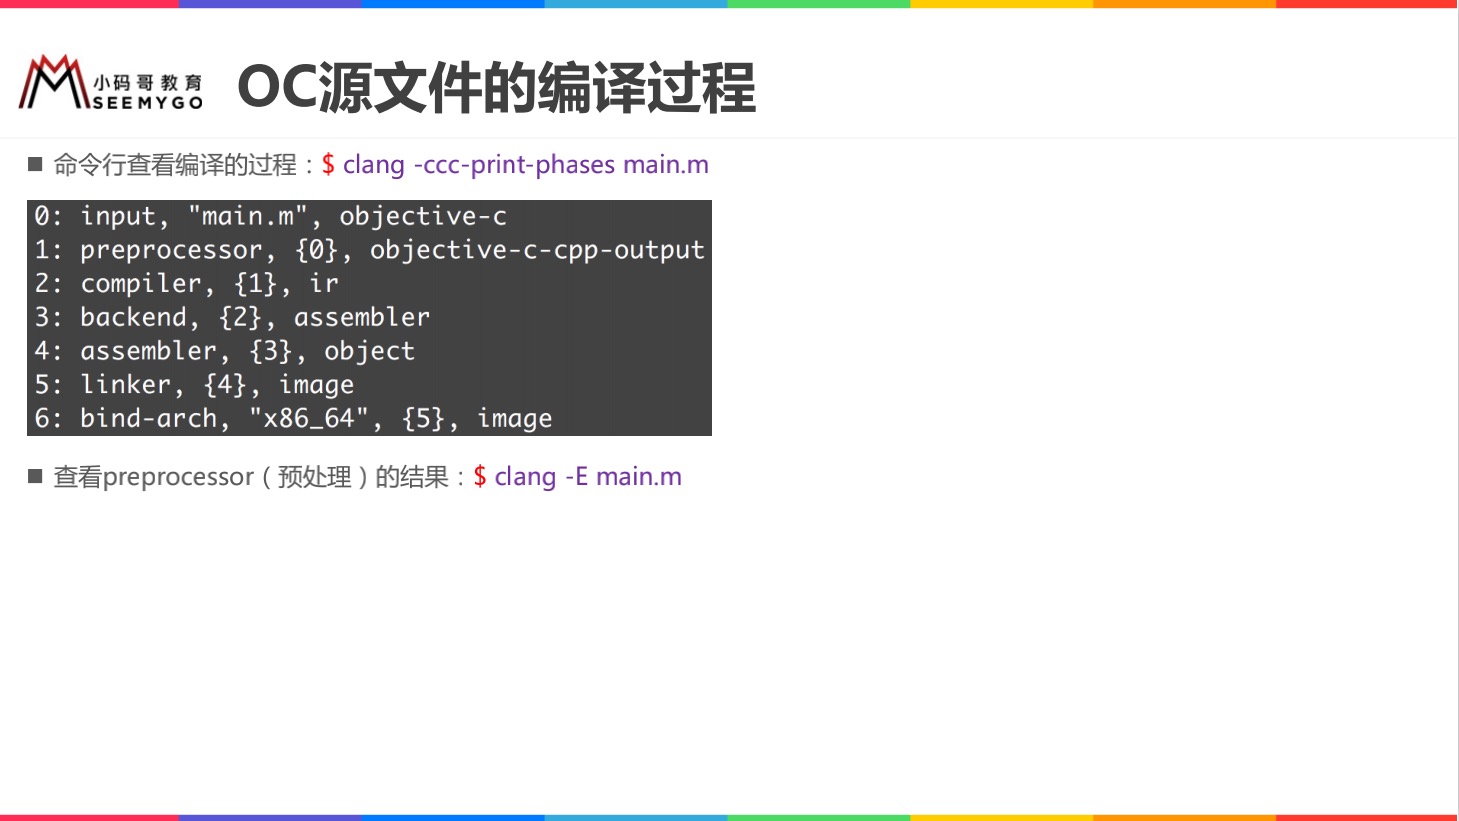 小码哥教育
SEEMYGO
OC源文件的编译过程
命令行查看编译的过程：$ clang -ccc-print-phases main.m
0: input, "main.m", objective-c
1: preprocessor, {0}, objective-c-cpp-output
2: compiler, {1}, ir
3: backend, {2}, assembler
4: assembler, {3}, object
5: linker, {4}, image
6: bind-arch, "x86_64", {5}, image
查看preprocessor（预处理）的结果：$ clang -E main.m